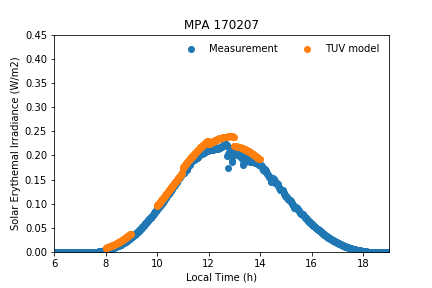 MPA 170207
Measurement TUV model
Solar Erythemal Irradiance (W/m2)
0.45
0.40
0.35
0.30
0.25
0.20
0.15
0.10
0.05
0.00
6 8 10 12 14 16 18
Local Time (h)